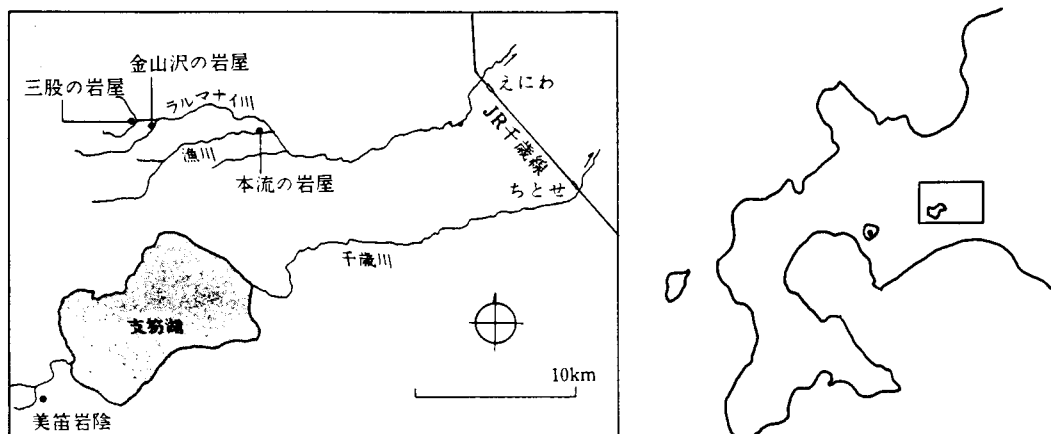 金山沢の岩屋
三股の岩屋
ラルマナイ川
えにわ
JR千歳線
漁川
本流の岩屋
ちとせ
千歳川
支笏湖
10km
美笛岩陰